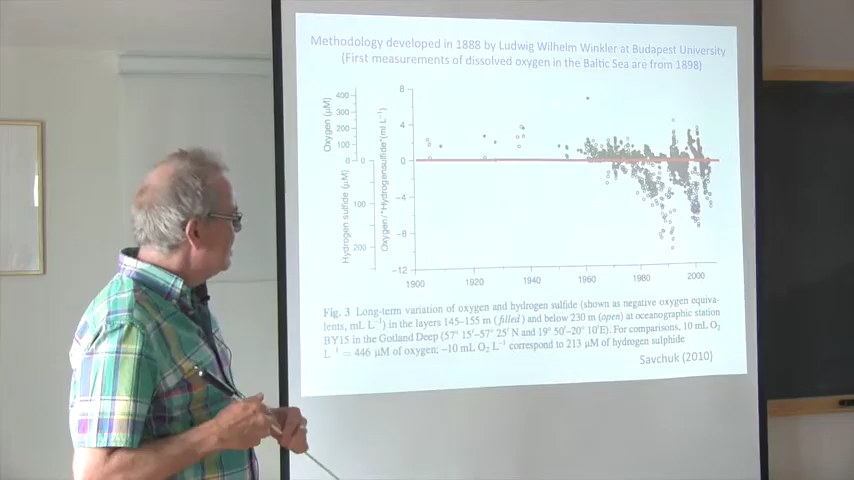 Methodology developed in 1888 by Ludwig Wilhelm Winkler at Budapest University
(First measurements of dissolved oxygen in the Baltic Sea are from 1898)
Oxygen (µM)
400
300
200
100
0
Hydrogen sulfide (µM)
0
100
200
Oxygen/"Hydrogensulfide"(ml L⁻¹)
8
4
0
−4
−8
−12
1900 1920 1940 1960 1980 2000
Fig. 3 Long-term variation of oxygen and hydrogen sulfide (shown as negative oxygen equiva-
lents, mL L⁻¹) in the layers 145–155 m (filled) and below 230 m (open) at oceanographic station
BY15 in the Gotland Deep (57° 15′–57° 25′ N and 19° 50′–20° 10′E). For comparisons, 10 mL O₂
L⁻¹ = 446 µM of oxygen; −10 mL O₂ L⁻¹ correspond to 213 µM of hydrogen sulphide
Savchuk (2010)